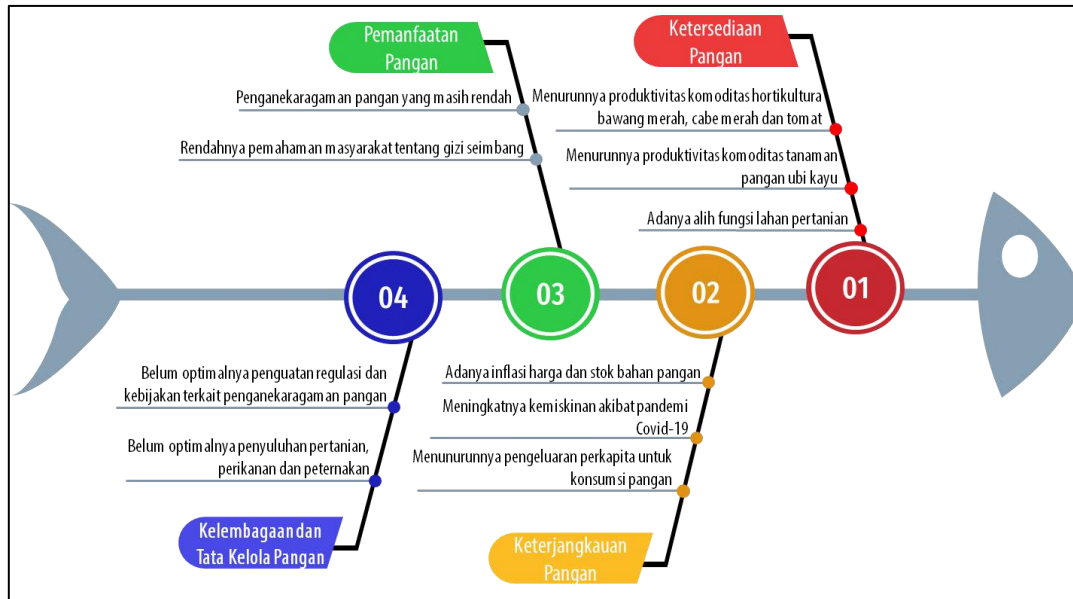 Pemanfaatan
Pangan
Penganekaragaman pangan yang masih rendah
Rendahnya pemahaman masyarakat tentang gizi seimbang
Ketersediaan
Pangan
Menurunnya produktivitas komoditas hortikultura
bawang merah, cabe merah dan tomat
Menurunnya produktivitas komoditas tanaman
pangan ubi kayu
Adanya alih fungsi lahan pertanian
04
03
02
01
Belum optimalnya penguatan regulasi dan
kebijakan terkait penganekaragaman pangan
Belum optimalnya penyuluhan pertanian,
perikanan dan peternakan
Kelembagaan dan
Tata Kelola Pangan
Adanya inflasi harga dan stok bahan pangan
Meningkatnya kemiskinan akibat pandemi
Covid-19
Menunurunnya pengeluaran perkapita untuk
konsumsi pangan
Keterjangkauan
Pangan